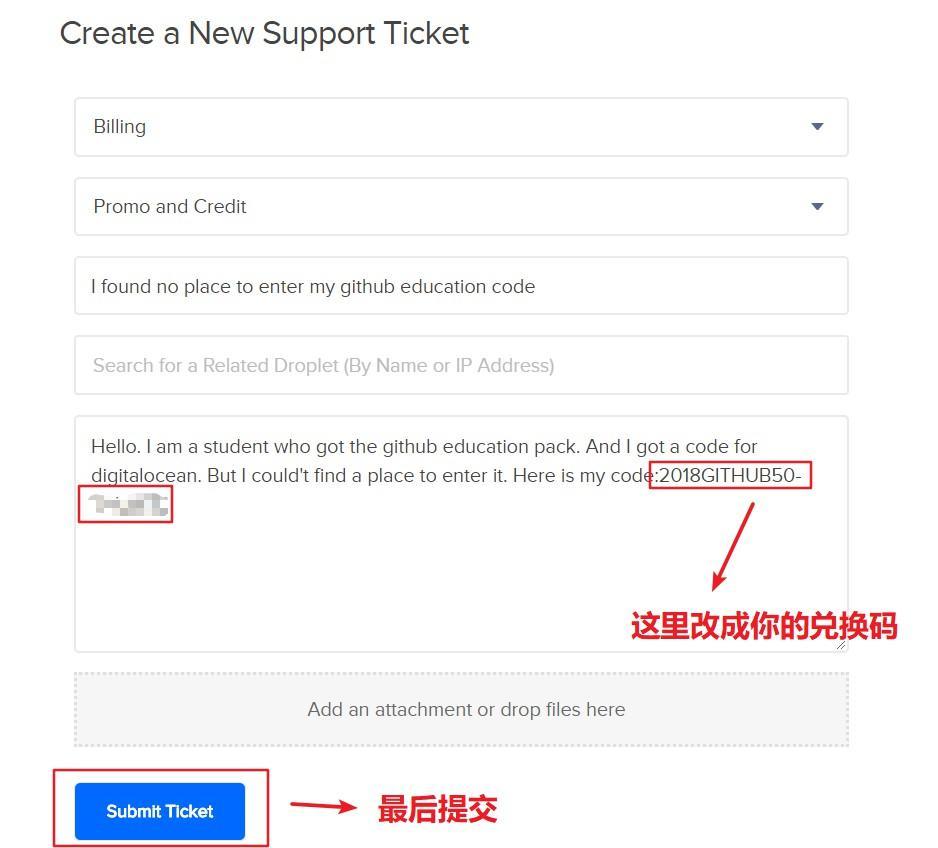 Create a New Support Ticket
Billing
Promo and Credit
I found no place to enter my github education code
Search for a Related Droplet (By Name or IP Address)
Hello. I am a student who got the github education pack. And I got a code for
digitalocean. But I could't find a place to enter it. Here is my code:2018GITHUB50-
这里改成你的兑换码
Add an attachment or drop files here
Submit Ticket
最后提交